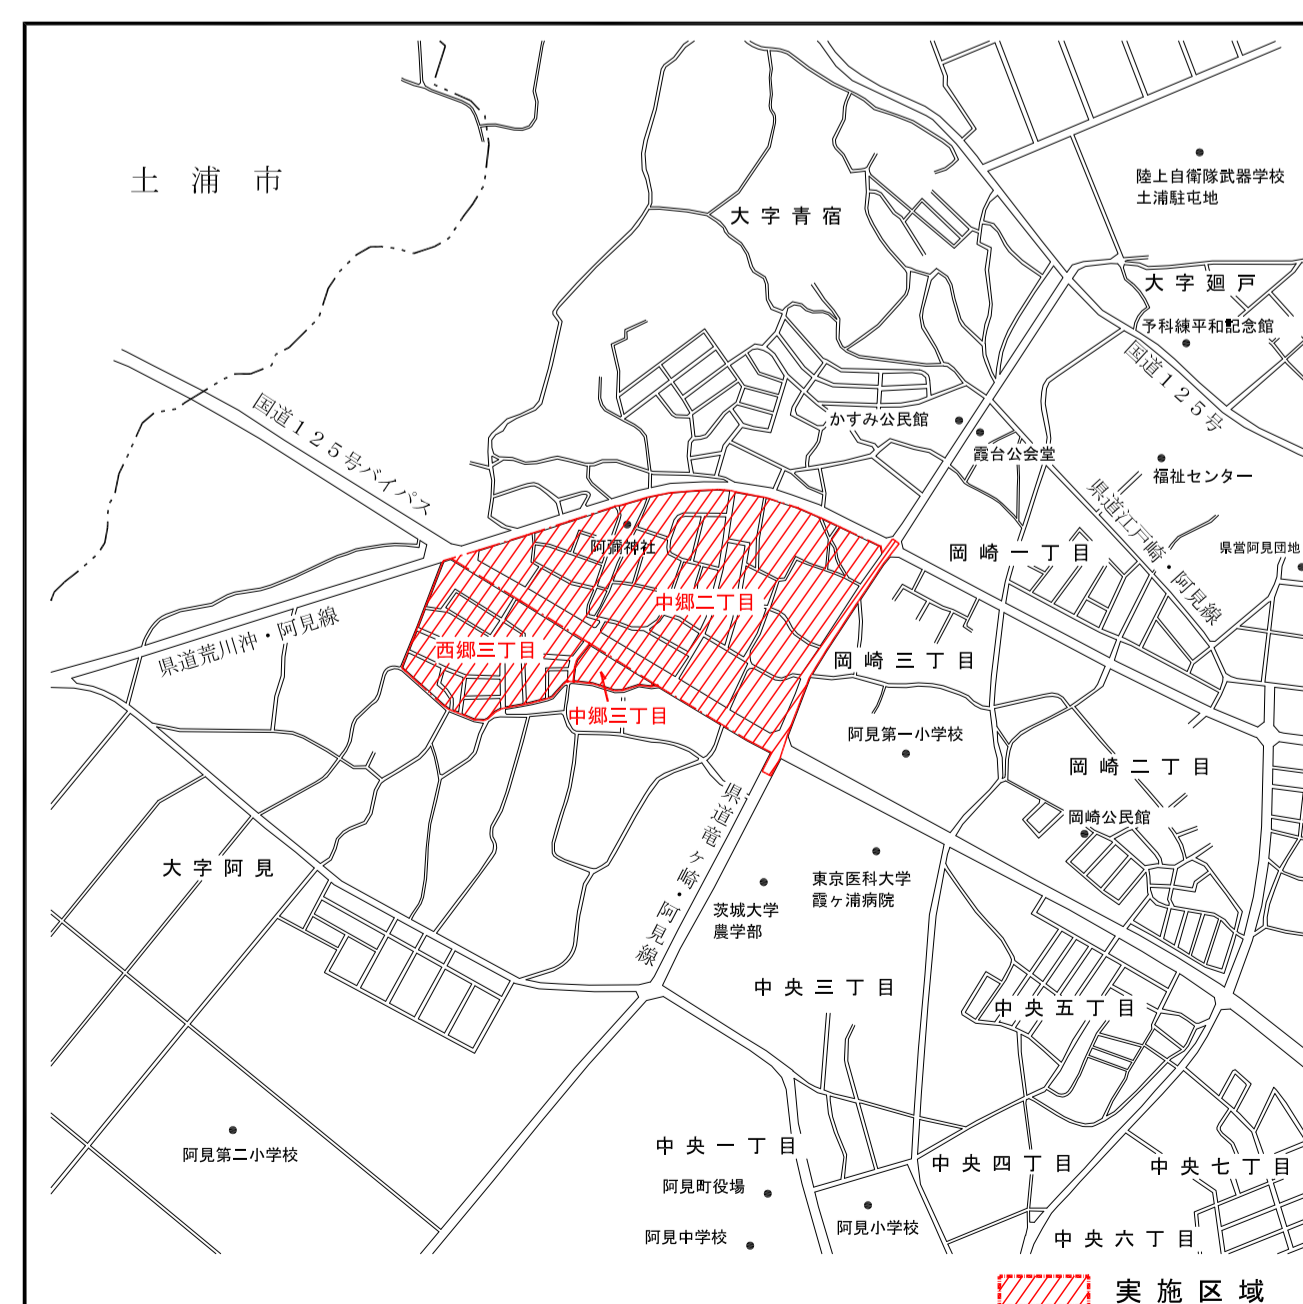 土浦市
陸上自衛隊武器学校
土浦駐屯地
大字青宿
大字廻戸
予科練平和記念館
国道125号
国道125号バイパス
かすみ公民館
霞台公会堂
福祉センター
県道江戸崎・阿見線
県営阿見団地
岡崎一丁目
阿彌神社
中郷二丁目
県道荒川沖・阿見線
西郷三丁目
岡崎三丁目
中郷三丁目
阿見第一小学校
岡崎二丁目
県道竜ヶ崎・阿見線
岡崎公民館
大字阿見
東京医科大学
霞ヶ浦病院
茨城大学
農学部
中央三丁目
中央五丁目
阿見第二小学校
中央一丁目
中央四丁目
中央七丁目
阿見町役場
阿見小学校
阿見中学校
中央六丁目
実施区域